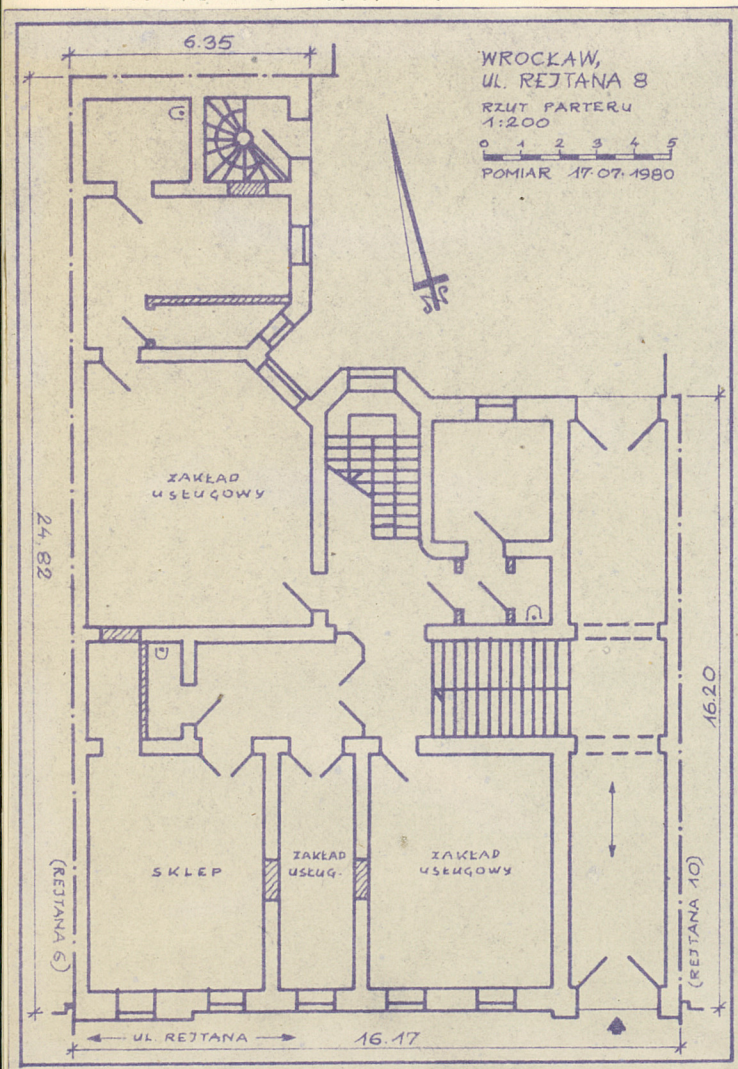 6.35
WROCŁAW,
UL. REJTANA 8
RZUT PARTERU
1:200
0 1 2 3 4 5
POMIAR 17.07.1980
ZAKŁAD
USŁUGOWY
24,82
16.20
SKLEP
ZAKŁAD
USŁUG.
ZAKŁAD
USŁUGOWY
(REJTANA 6)
(REJTANA 10)
UL. REJTANA
16.17